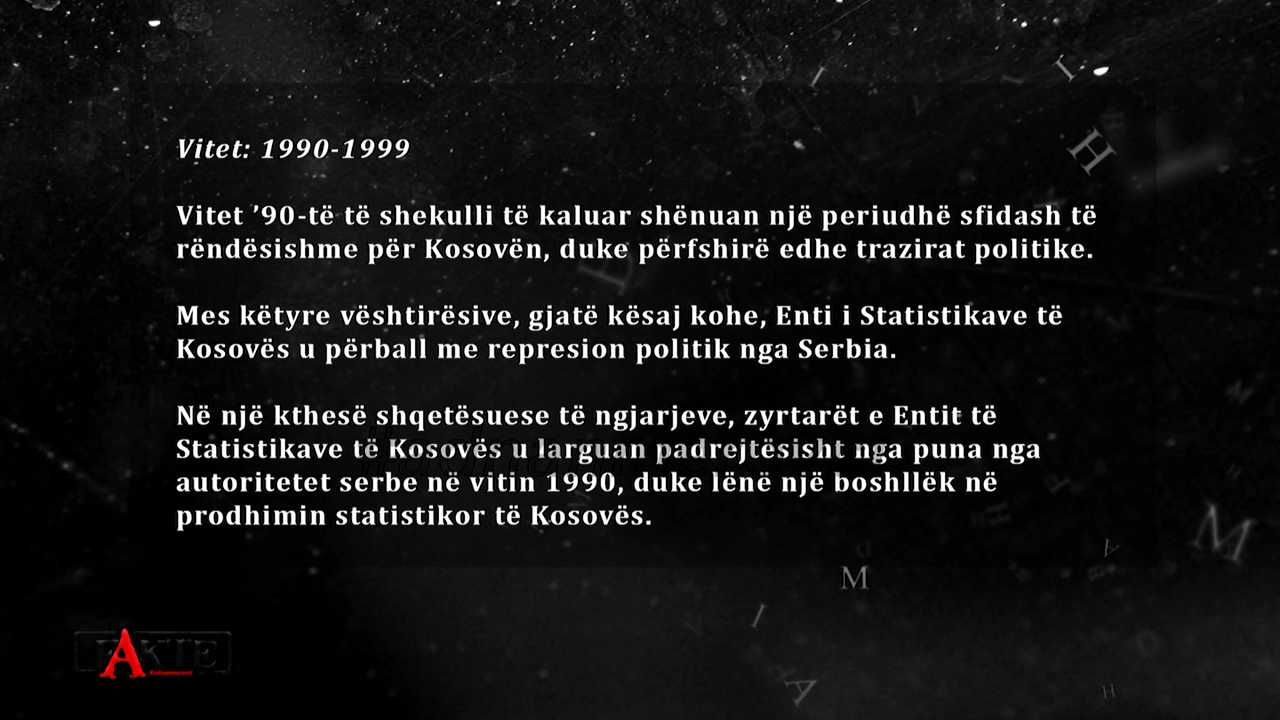 Vitet: 1990-1999
Vitet ’90-të të shekulli të kaluar shënuan një periudhë sfidash të
rëndësishme për Kosovën, duke përfshirë edhe trazirat politike.
Mes këtyre vështirësive, gjatë kësaj kohe, Enti i Statistikave të
Kosovës u përball me represion politik nga Serbia.
Në një kthesë shqetësuese të ngjarjeve, zyrtarët e Entit të
Statistikave të Kosovës u larguan padrejtësisht nga puna nga
autoritetet serbe në vitin 1990, duke lënë një boshllëk në
prodhimin statistikor të Kosovës.